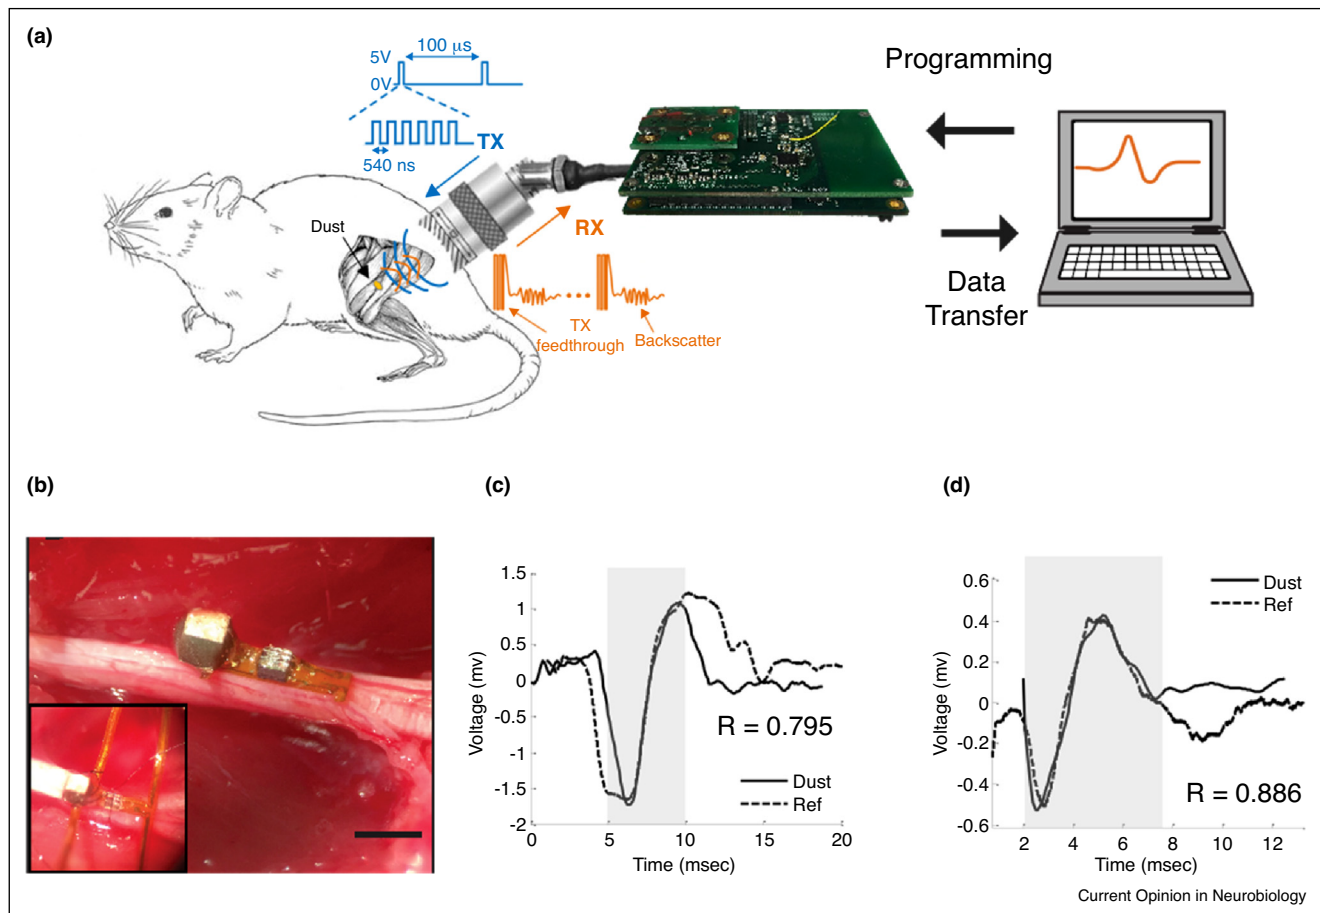 (a)
5V
100 µs
0V
540 ns
TX
Dust
RX
TX
feedthrough
Backscatter
Programming
Data
Transfer
(b)
(c)
1.5
1
0.5
0
-0.5
-1
-1.5
-2
Voltage (mv)
0
5
10
15
20
Time (msec)
R = 0.795
Dust
Ref
(d)
0.6
0.4
0.2
0
-0.2
-0.4
-0.6
Voltage (mv)
2
4
6
8
10
12
Time (msec)
Dust
Ref
R = 0.886
Current Opinion in Neurobiology